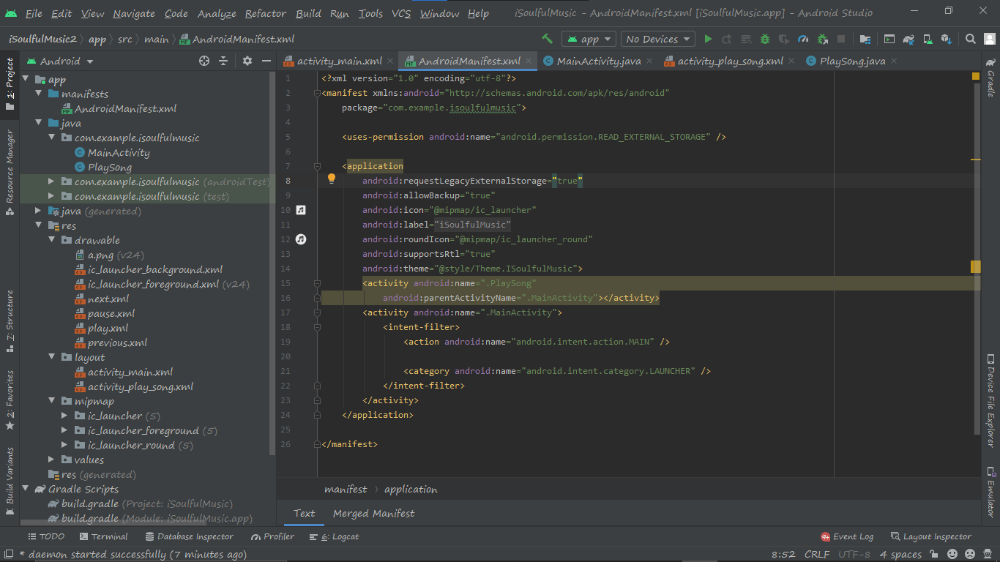 File Edit View Navigate Code Analyze Refactor Build Run Tools VCS Window Help iSoulfulMusic - AndroidManifest.xml [iSoulfulMusic.app] - Android Studio
iSoulfulMusic2 app src main AndroidManifest.xml app No Devices
1: Project
Resource Manager
7: Structure
2: Favorites
Build Variants
Android
app
manifests
AndroidManifest.xml
java
com.example.isoulfulmusic
MainActivity
PlaySong
com.example.isoulfulmusic (androidTest)
com.example.isoulfulmusic (test)
java (generated)
res
drawable
a.png (v24)
ic_launcher_background.xml
ic_launcher_foreground.xml (v24)
next.xml
pause.xml
play.xml
previous.xml
layout
activity_main.xml
activity_play_song.xml
mipmap
ic_launcher (5)
ic_launcher_foreground (5)
ic_launcher_round (5)
values
res (generated)
Gradle Scripts
build.gradle (Project: iSoulfulMusic)
build.gradle (Module: iSoulfulMusic.app)
activity_main.xml AndroidManifest.xml MainActivity.java activity_play_song.xml PlaySong.java
1 <?xml version="1.0" encoding="utf-8"?>
2 <manifest xmlns:android="http://schemas.android.com/apk/res/android"
3 package="com.example.isoulfulmusic">
4
5 <uses-permission android:name="android.permission.READ_EXTERNAL_STORAGE" />
6
7 <application
8 android:requestLegacyExternalStorage="true"
9 android:allowBackup="true"
10 android:icon="@mipmap/ic_launcher"
11 android:label="iSoulfulMusic"
12 android:roundIcon="@mipmap/ic_launcher_round"
13 android:supportsRtl="true"
14 android:theme="@style/Theme.ISoulfulMusic">
15 <activity android:name=".PlaySong"
16 android:parentActivityName=".MainActivity"></activity>
17 <activity android:name=".MainActivity">
18 <intent-filter>
19 <action android:name="android.intent.action.MAIN" />
20
21 <category android:name="android.intent.category.LAUNCHER" />
22 </intent-filter>
23 </activity>
24 </application>
25
26 </manifest>
manifest application
Text Merged Manifest
Gradle
Device File Explorer
Emulator
TODO Terminal Database Inspector Profiler 6: Logcat 9+ Event Log Layout Inspector
* daemon started successfully (7 minutes ago) 8:52 CRLF UTF-8 4 spaces